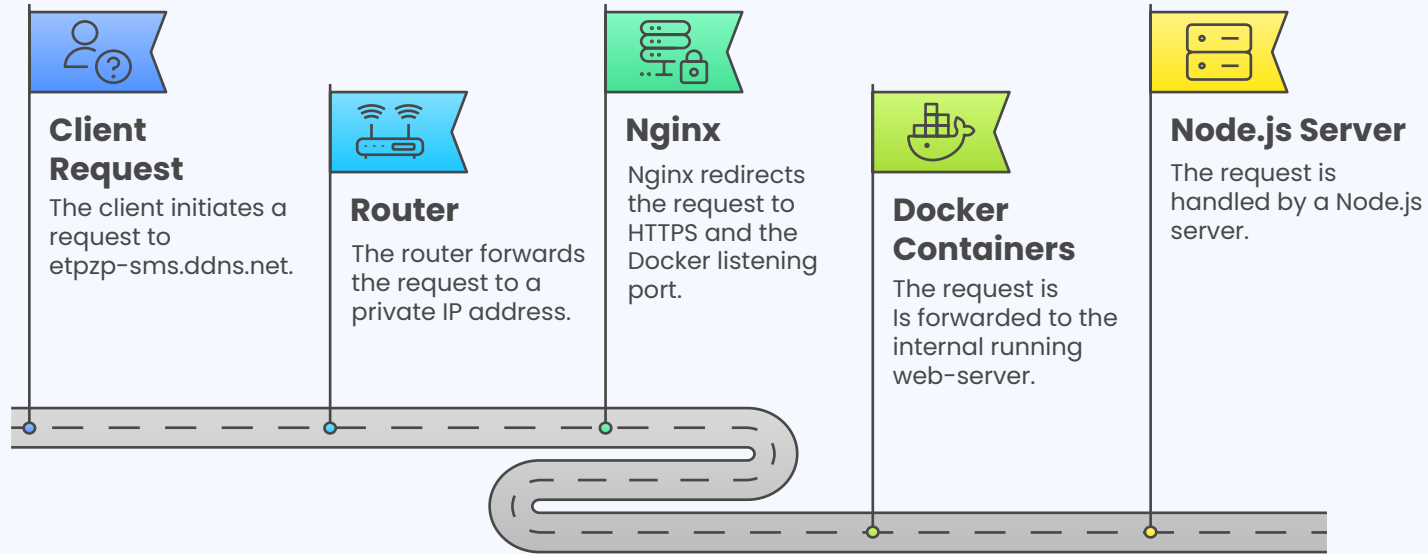 Client
Request
The client initiates a
request to
etpzp-sms.ddns.net.
Router
The router forwards
the request to a
private IP address.
Nginx
Nginx redirects
the request to
HTTPS and the
Docker listening
port.
Docker
Containers
The request is
Is forwarded to the
internal running
web-server.
Node.js Server
The request is
handled by a Node.js
server.